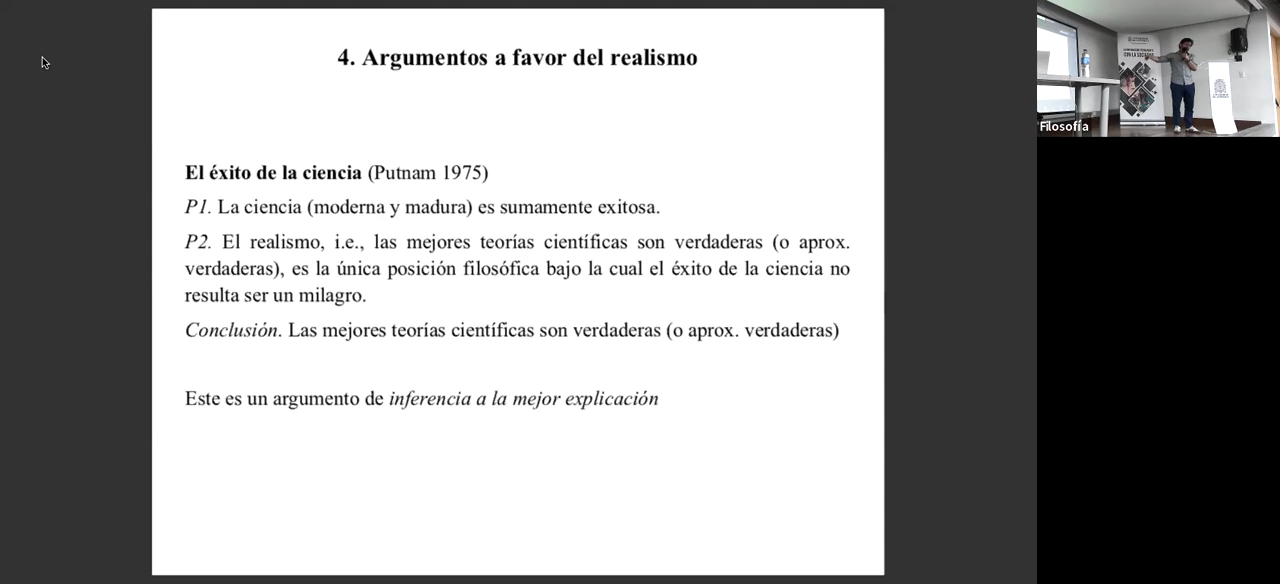 4. Argumentos a favor del realismo
El éxito de la ciencia (Putnam 1975)
P1. La ciencia (moderna y madura) es sumamente exitosa.
P2. El realismo, i.e., las mejores teorías científicas son verdaderas (o aprox.
verdaderas), es la única posición filosófica bajo la cual el éxito de la ciencia no
resulta ser un milagro.
Conclusión. Las mejores teorías científicas son verdaderas (o aprox. verdaderas)
Este es un argumento de inferencia a la mejor explicación
Filosofía